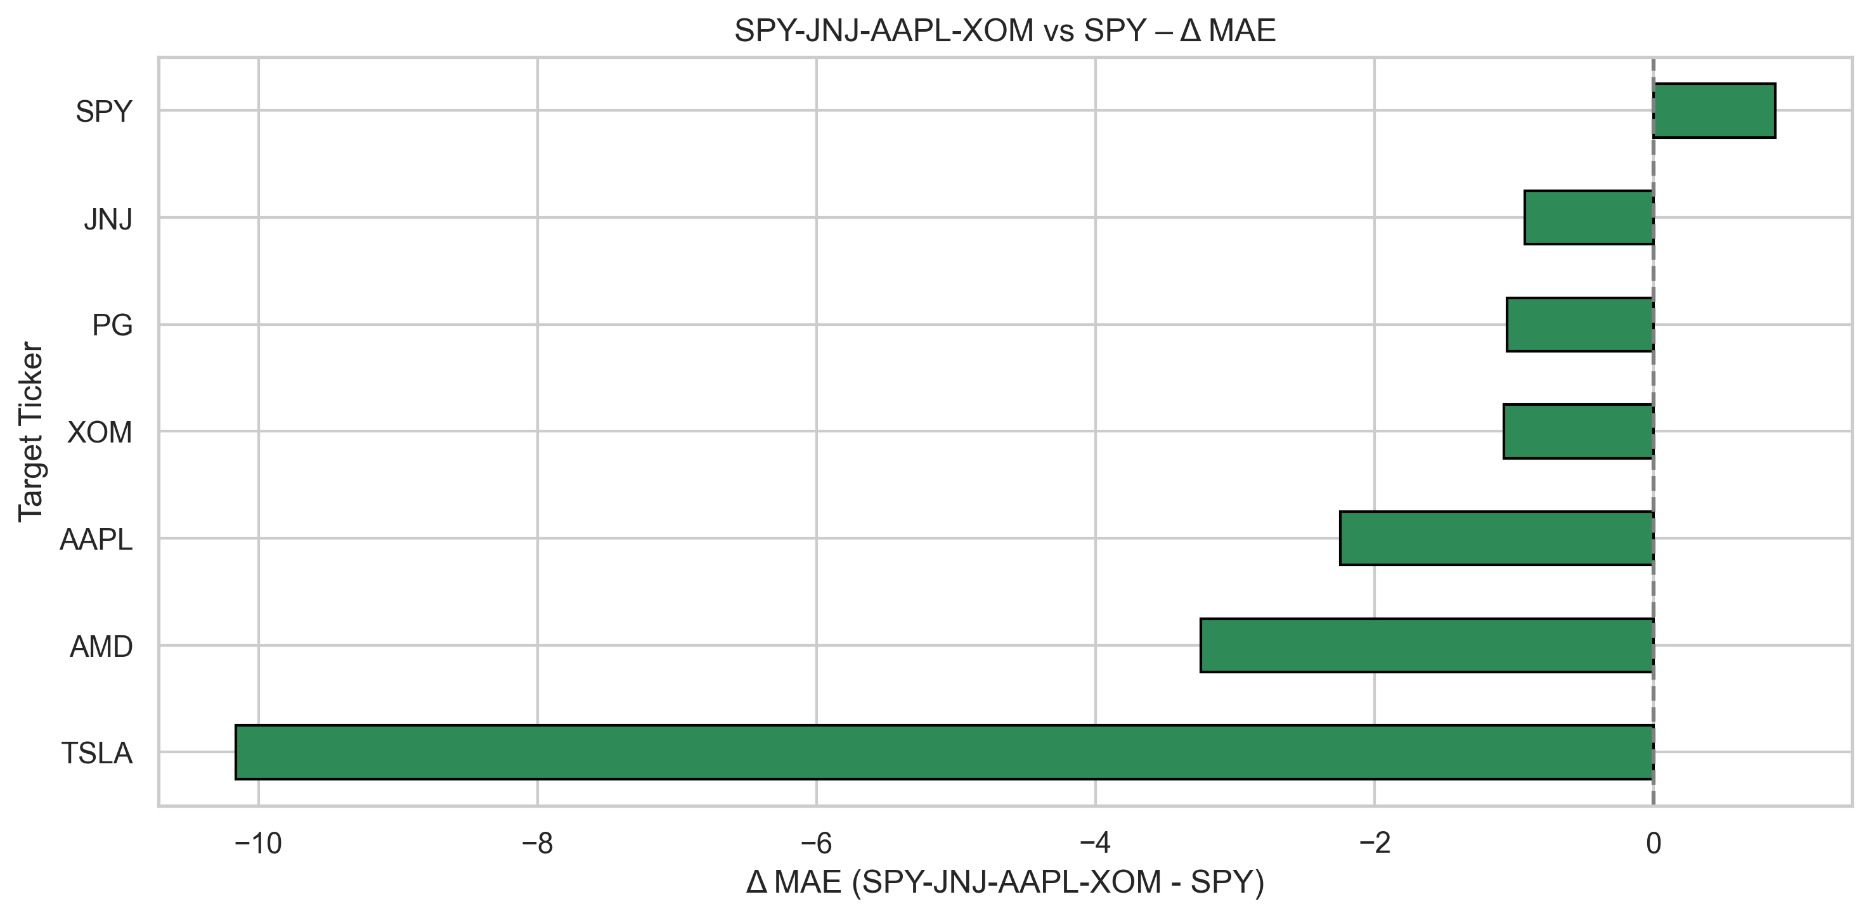 SPY-JNJ-AAPL-XOM vs SPY – Δ MAE
Target Ticker
SPY
JNJ
PG
XOM
AAPL
AMD
TSLA
−10 −8 −6 −4 −2 0
Δ MAE (SPY-JNJ-AAPL-XOM - SPY)